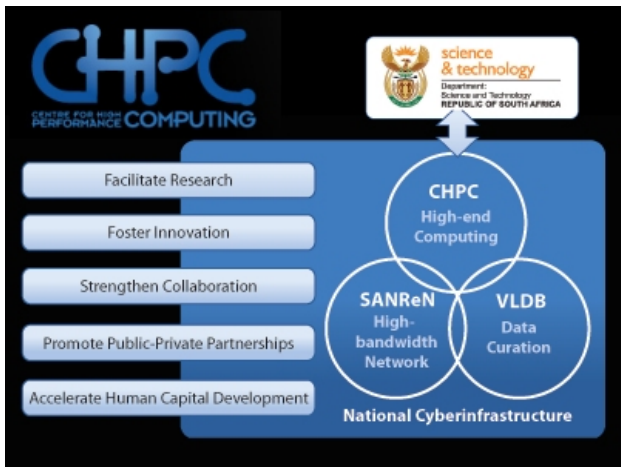 CHPC
CENTRE FOR HIGH
PERFORMANCE COMPUTING
science
& technology
Department:
Science and Technology
REPUBLIC OF SOUTH AFRICA
Facilitate Research
Foster Innovation
Strengthen Collaboration
Promote Public-Private Partnerships
Accelerate Human Capital Development
CHPC
High-end
Computing
SANReN
High-
bandwidth
Network
VLDB
Data
Curation
National Cyberinfrastructure